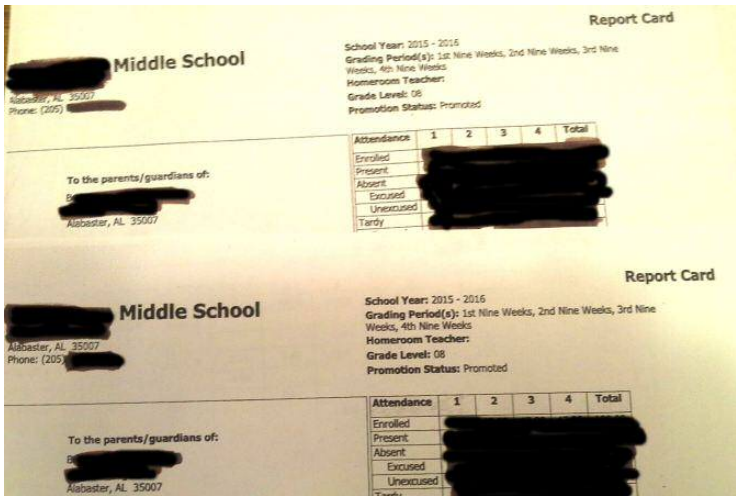 Report Card
Middle School
School Year: 2015 - 2016
Grading Period(s): 1st Nine Weeks, 2nd Nine Weeks, 3rd Nine
Weeks, 4th Nine Weeks
Homeroom Teacher:
Grade Level: 08
Promotion Status: Promoted
Alabaster, AL 35007
Phone: (205)
Attendance 1 2 3 4 Total
Enrolled
Present
Absent
Excused
Unexcused
Tardy
To the parents/guardians of:
Alabaster, AL 35007
Report Card
Middle School
School Year: 2015 - 2016
Grading Period(s): 1st Nine Weeks, 2nd Nine Weeks, 3rd Nine
Weeks, 4th Nine Weeks
Homeroom Teacher:
Grade Level: 08
Promotion Status: Promoted
Alabaster, AL 35007
Phone: (205)
Attendance 1 2 3 4 Total
Enrolled
Present
Absent
Excused
Unexcused
Tardy
To the parents/guardians of:
Alabaster, AL 35007